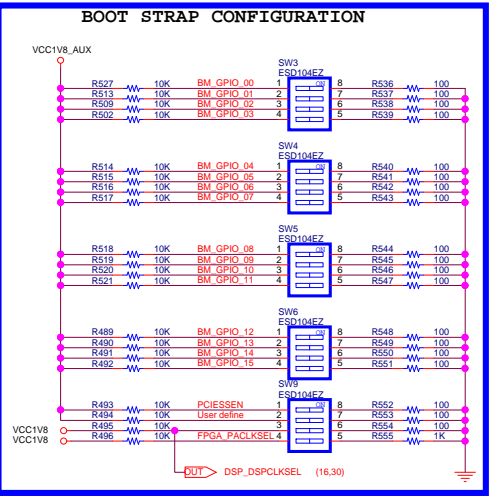 BOOT STRAP CONFIGURATION
VCC1V8_AUX
SW3
ESD104EZ
R527 10K BM_GPIO_00 1 ON 8 R536 100
R513 10K BM_GPIO_01 2 7 R537 100
R509 10K BM_GPIO_02 3 6 R538 100
R502 10K BM_GPIO_03 4 5 R539 100
SW4
ESD104EZ
R514 10K BM_GPIO_04 1 ON 8 R540 100
R515 10K BM_GPIO_05 2 7 R541 100
R516 10K BM_GPIO_06 3 6 R542 100
R517 10K BM_GPIO_07 4 5 R543 100
SW5
ESD104EZ
R518 10K BM_GPIO_08 1 ON 8 R544 100
R519 10K BM_GPIO_09 2 7 R545 100
R520 10K BM_GPIO_10 3 6 R546 100
R521 10K BM_GPIO_11 4 5 R547 100
SW6
ESD104EZ
R489 10K BM_GPIO_12 1 ON 8 R548 100
R490 10K BM_GPIO_13 2 7 R549 100
R491 10K BM_GPIO_14 3 6 R550 100
R492 10K BM_GPIO_15 4 5 R551 100
SW9
ESD104EZ
R493 10K PCIESSEN 1 ON 8 R552 100
R494 10K User define 2 7 R553 100
VCC1V8 R495 10K 3 6 R554 100
VCC1V8 R496 10K FPGA_PACLKSEL 4 5 R555 1K
OUT DSP_DSPCLKSEL (16,30)